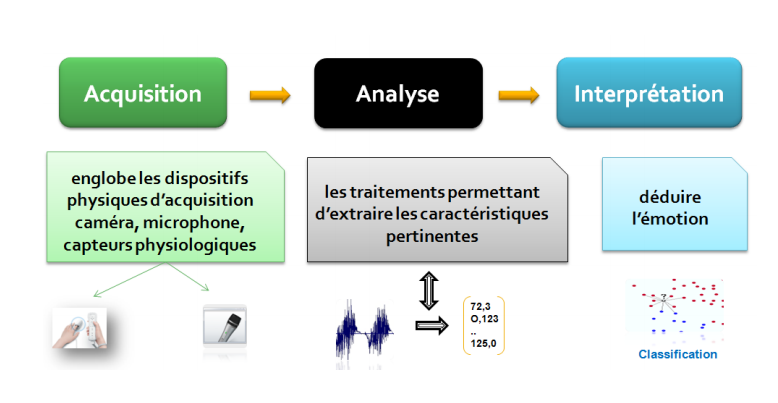 Acquisition
Analyse
Interprétation
englobe les dispositifs
physiques d'acquisition
caméra, microphone,
capteurs physiologiques
les traitements permettant
d'extraire les caractéristiques
pertinentes
déduire
l'émotion
72,3
O,123
..
125,0
?
Classification